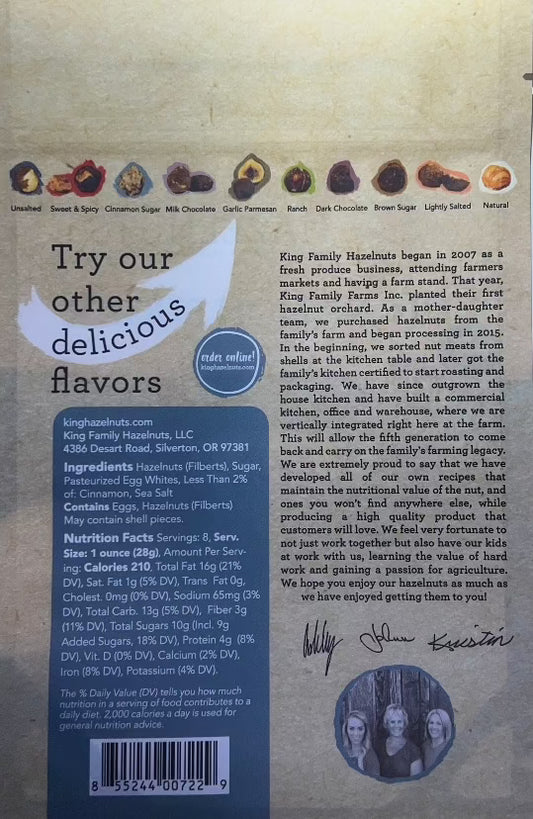 Unsalted
Sweet & Spicy
Cinnamon Sugar
Milk Chocolate
Garlic Parmesan
Ranch
Dark Chocolate
Brown Sugar
Lightly Salted
Natural
Try our
other
delicious
flavors
order online!
kinghazelnuts.com
kinghazelnuts.com
King Family Hazelnuts, LLC
4386 Desart Road, Silverton, OR 97381
Ingredients Hazelnuts (Filberts), Sugar,
Pasteurized Egg Whites, Less Than 2%
of: Cinnamon, Sea Salt
Contains Eggs, Hazelnuts (Filberts)
May contain shell pieces.
Nutrition Facts Servings: 8, Serv.
Size: 1 ounce (28g), Amount Per Serv-
ing: Calories 210, Total Fat 16g (21%
DV), Sat. Fat 1g (5% DV), Trans Fat 0g,
Cholest. 0mg (0% DV), Sodium 65mg (3%
DV), Total Carb. 13g (5% DV), Fiber 3g
(11% DV), Total Sugars 10g (Incl. 9g
Added Sugars, 18% DV), Protein 4g (8%
DV), Vit. D (0% DV), Calcium (2% DV),
Iron (8% DV), Potassium (4% DV).
The % Daily Value (DV) tells you how much
nutrition in a serving of food contributes to a
daily diet. 2,000 calories a day is used for
general nutrition advice.
8 55244 00722 9
King Family Hazelnuts began in 2007 as a
fresh produce business, attending farmers
markets and having a farm stand. That year,
King Family Farms Inc. planted their first
hazelnut orchard. As a mother-daughter
team, we purchased hazelnuts from the
family's farm and began processing in 2015.
In the beginning, we sorted nut meats from
shells at the kitchen table and later got the
family's kitchen certified to start roasting and
packaging. We have since outgrown the
house kitchen and have built a commercial
kitchen, office and warehouse, where we are
vertically integrated right here at the farm.
This will allow the fifth generation to come
back and carry on the family's farming legacy.
We are extremely proud to say that we have
developed all of our own recipes that
maintain the nutritional value of the nut, and
ones you won't find anywhere else, while
producing a high quality product that
customers will love. We feel very fortunate to
not just work together but also have our kids
at work with us, learning the value of hard
work and gaining a passion for agriculture.
We hope you enjoy our hazelnuts as much as
we have enjoyed getting them to you!
Ashley
Kristin